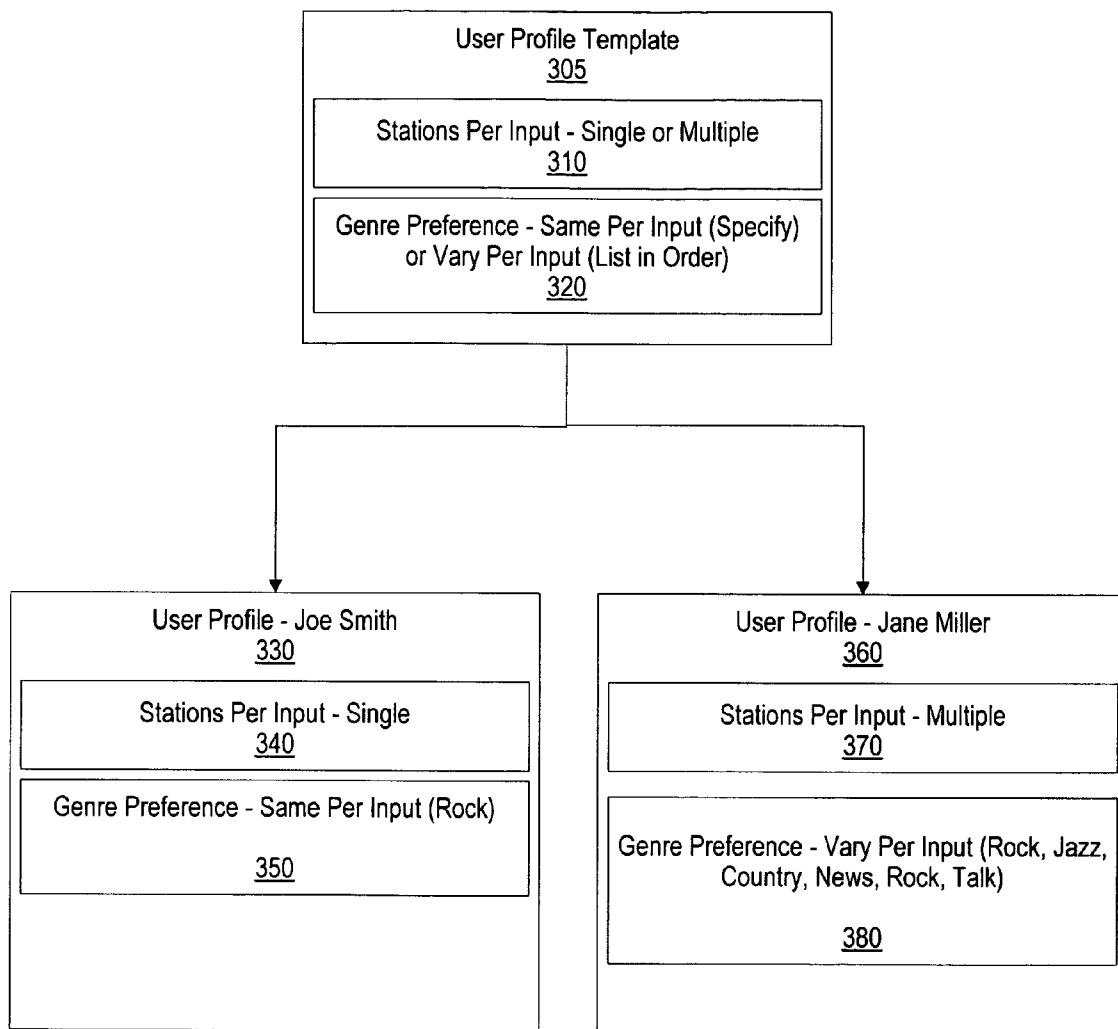 User Profile Template
305
Stations Per Input - Single or Multiple
310
Genre Preference - Same Per Input (Specify)
or Vary Per Input (List in Order)
320
User Profile - Joe Smith
330
Stations Per Input - Single
340
Genre Preference - Same Per Input (Rock)
350
User Profile - Jane Miller
360
Stations Per Input - Multiple
370
Genre Preference - Vary Per Input (Rock, Jazz,
Country, News, Rock, Talk)
380